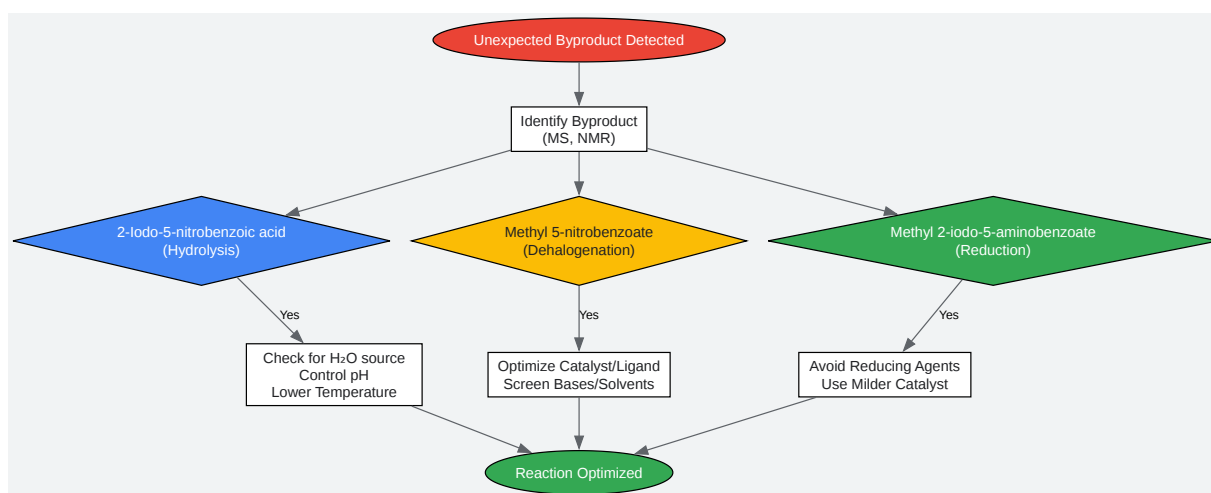 Unexpected Byproduct Detected
Identify Byproduct
(MS, NMR)
2-Iodo-5-nitrobenzoic acid
(Hydrolysis)
Methyl 5-nitrobenzoate
(Dehalogenation)
Methyl 2-iodo-5-aminobenzoate
(Reduction)
Yes
Yes
Yes
Check for H₂O source
Control pH
Lower Temperature
Optimize Catalyst/Ligand
Screen Bases/Solvents
Avoid Reducing Agents
Use Milder Catalyst
Reaction Optimized